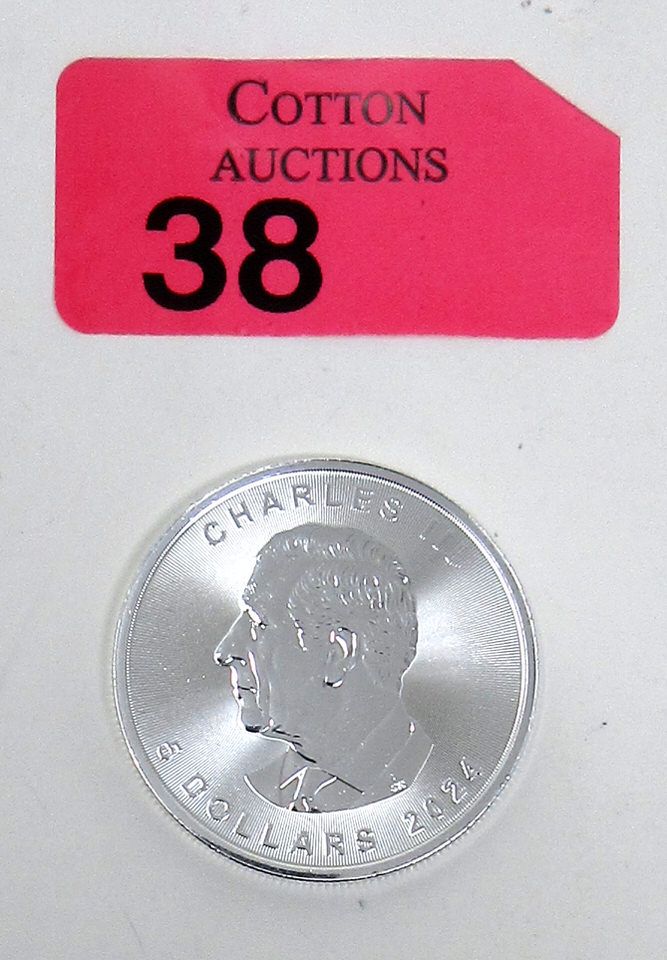 COTTON
AUCTIONS
38
CHARLES III
5 DOLLARS 2024